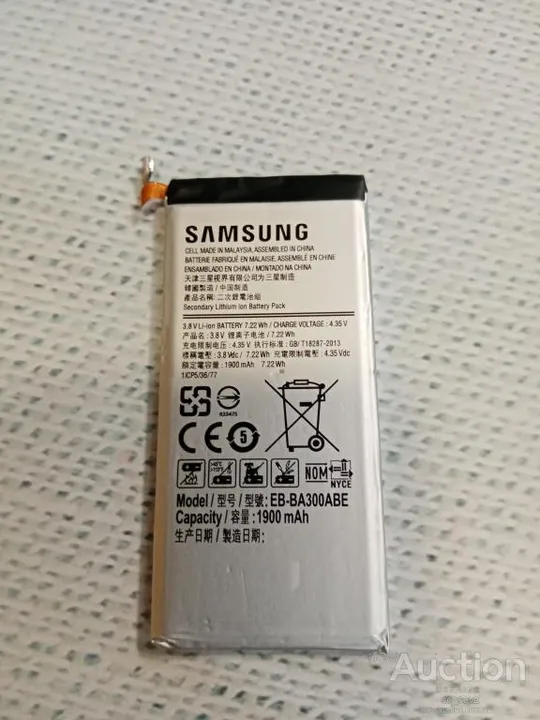 SAMSUNG
CELL MADE IN MALAYSIA, ASSEMBLED IN CHINA
BATTERIE FABRIQUÉ EN MALAISIE, ASSEMBLÉ EN CHINE
ENSAMBLADO EN CHINA / MONTADO NA CHINA
天津三星视界有限公司为三星制造
韓國製造 / 中国制造
產品名: 二次鋰電池組
Secondary Lithium Ion Battery Pack
3.8 V Li-ion BATTERY 7.22 Wh / CHARGE VOLTAGE : 4.35 V
产品名 : 3.8 V 锂离子电池 / 7.22 Wh
充电限制电压 : 4.35 V 执行标准 : GB/T18287-2013
標稱電壓 : 3.8 Vdc / 7.22 Wh 充電限制電壓 : 4.35 Vdc
額定電容 : 1900 mAh 7.22 Wh
1ICP5/36/77
R33475
CE 5
NOM NYCE
Model / 型号 / 型號: EB-BA300ABE
Capacity / 容量 : 1900 mAh
生产日期 / 製造日期:
Auction